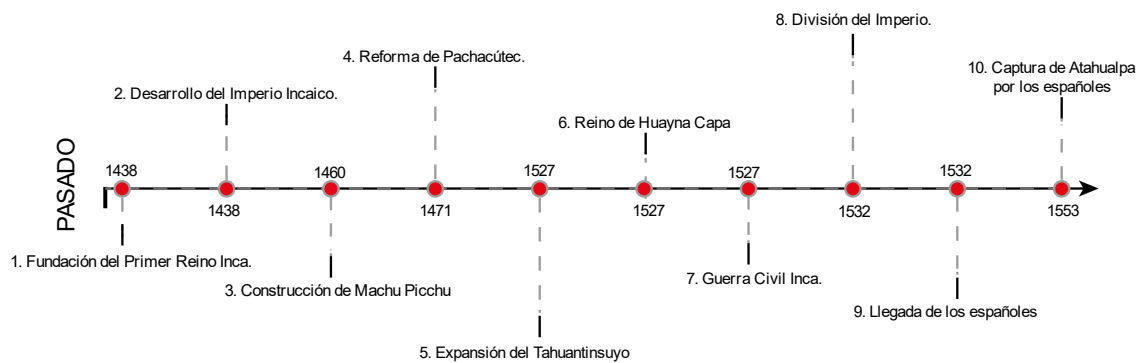 PASADO
1438
1. Fundación del Primer Reino Inca.
2. Desarrollo del Imperio Incaico.
1438
1460
3. Construcción de Machu Picchu
4. Reforma de Pachacútec.
1471
1527
5. Expansión del Tahuantinsuyo
6. Reino de Huayna Capa
1527
1527
7. Guerra Civil Inca.
8. División del Imperio.
1532
1532
9. Llegada de los españoles
10. Captura de Atahualpa
por los españoles
1553